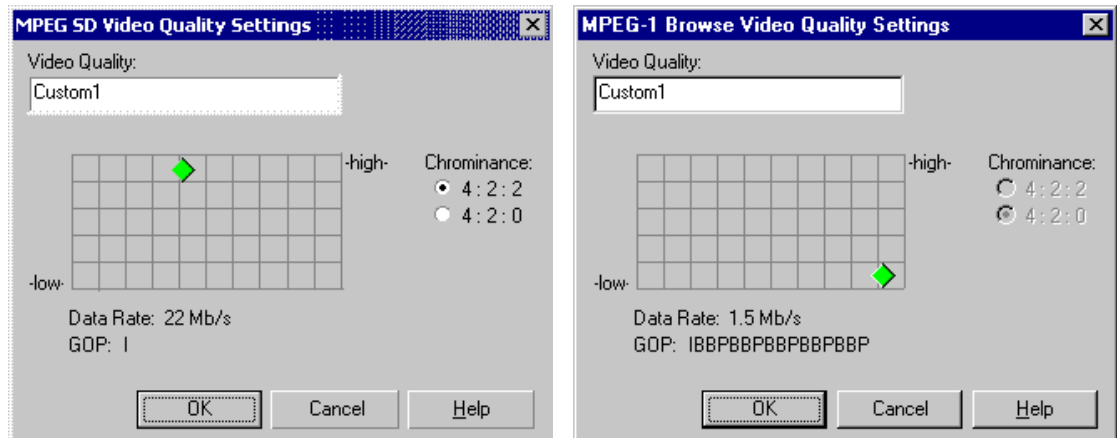 MPEG SD Video Quality Settings
Video Quality:
Custom1
-high-
Chrominance:
4 : 2 : 2
4 : 2 : 0
-low-
Data Rate: 22 Mb/s
GOP: I
OK
Cancel
Help
MPEG-1 Browse Video Quality Settings
Video Quality:
Custom1
-high-
Chrominance:
4 : 2 : 2
4 : 2 : 0
-low-
Data Rate: 1.5 Mb/s
GOP: IBBPBBPBBPBBPBBP
OK
Cancel
Help